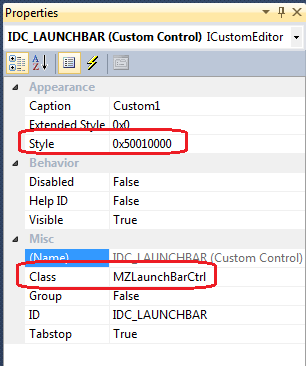 Properties
IDC_LAUNCHBAR (Custom Control) ICustomEditor
Appearance
Caption Custom1
Extended Style 0x0
Style 0x50010000
Behavior
Disabled False
Help ID False
Visible True
Misc
(Name) IDC_LAUNCHBAR (Custom Control)
Class MZLaunchBarCtrl
Group False
ID IDC_LAUNCHBAR
Tabstop True